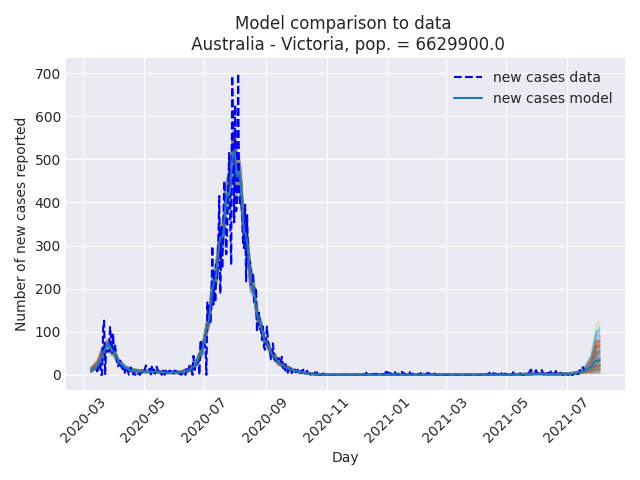 Model comparison to data
Australia - Victoria, pop. = 6629900.0
new cases data
new cases model
Number of new cases reported
700
600
500
400
300
200
100
0
2020-03
2020-05
2020-07
2020-09
2020-11
2021-01
2021-03
2021-05
2021-07
Day